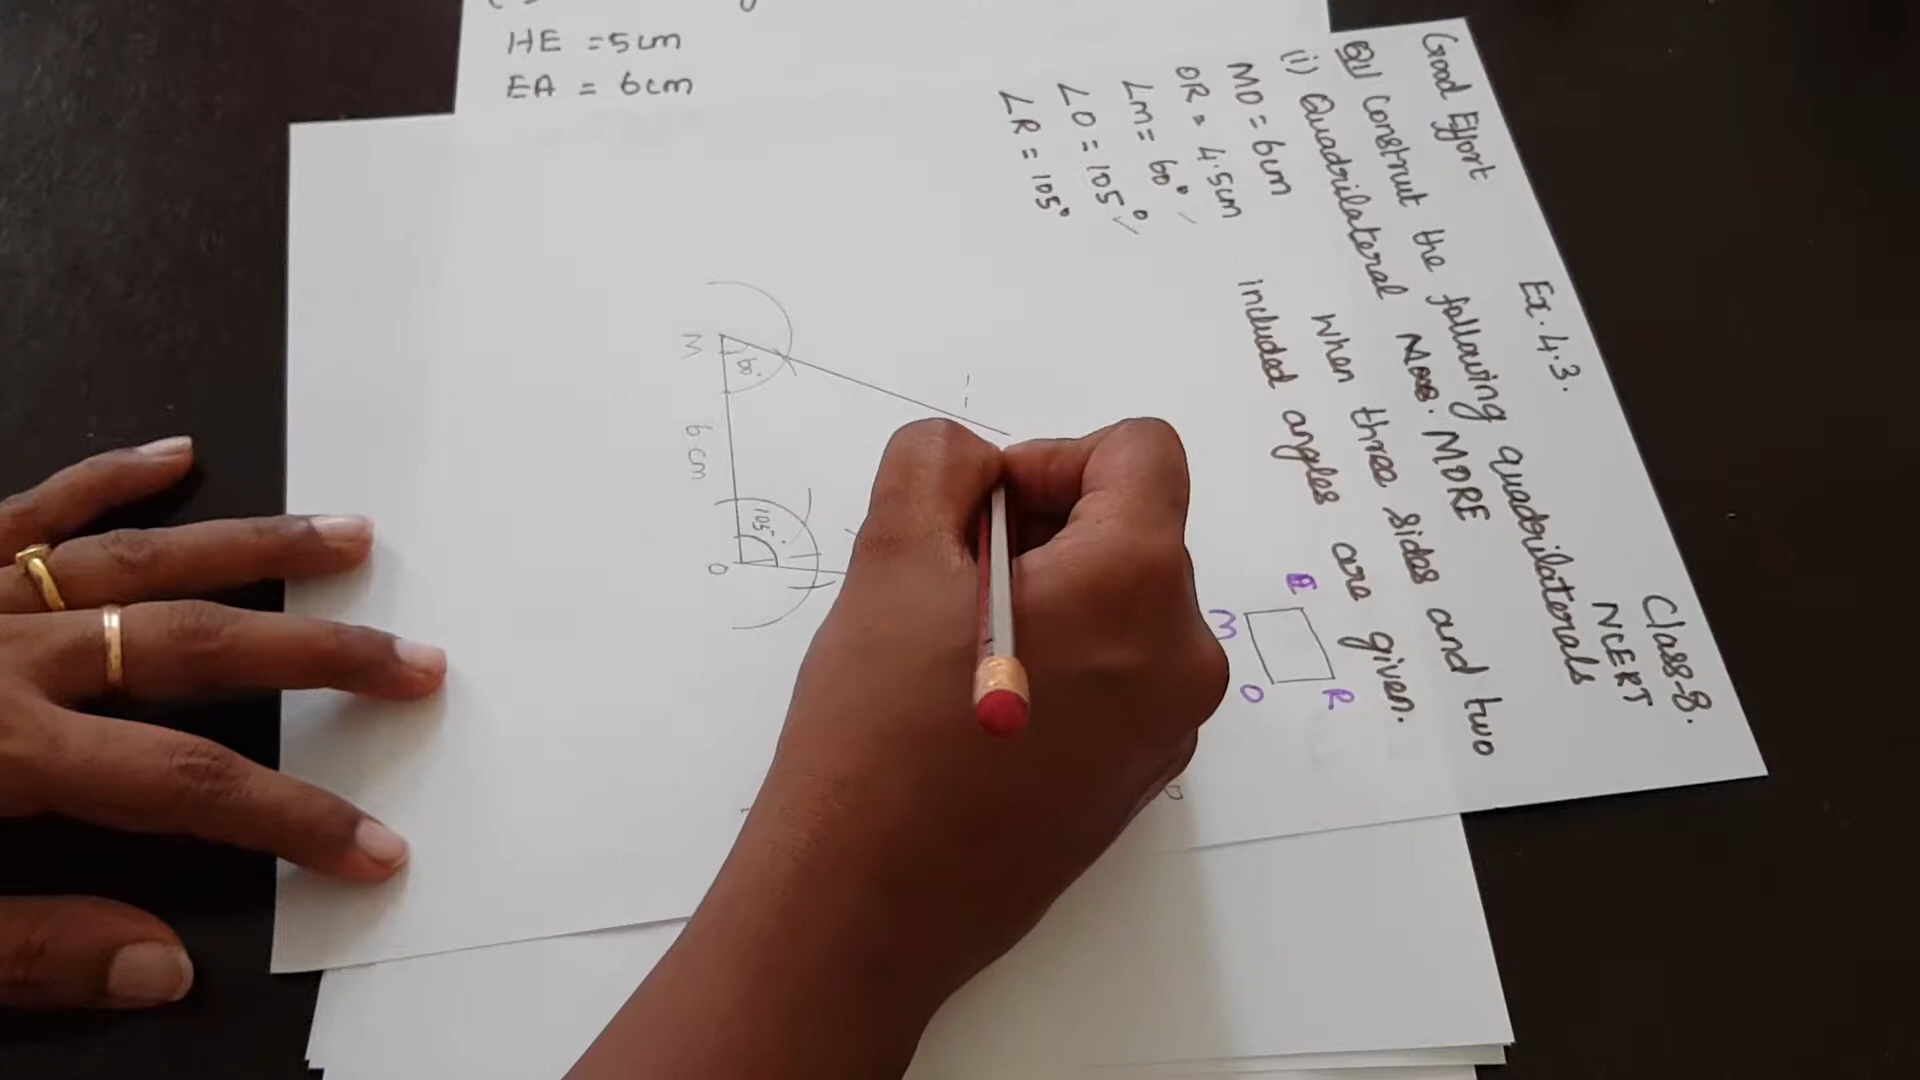 HE = 5cm
EA = 6cm
Class-8.
NCERT
Ex. 4.3.
Good Effort
Q1) Construct the following quadrilaterals
(i) Quadrilateral MORE
When three sides and two
included angles are given.
MO = 6cm
OR = 4.5cm
∠M = 60° ✓
∠O = 105° ✓
∠R = 105°
E
R
M
O
M
60°
6 cm
105°
O